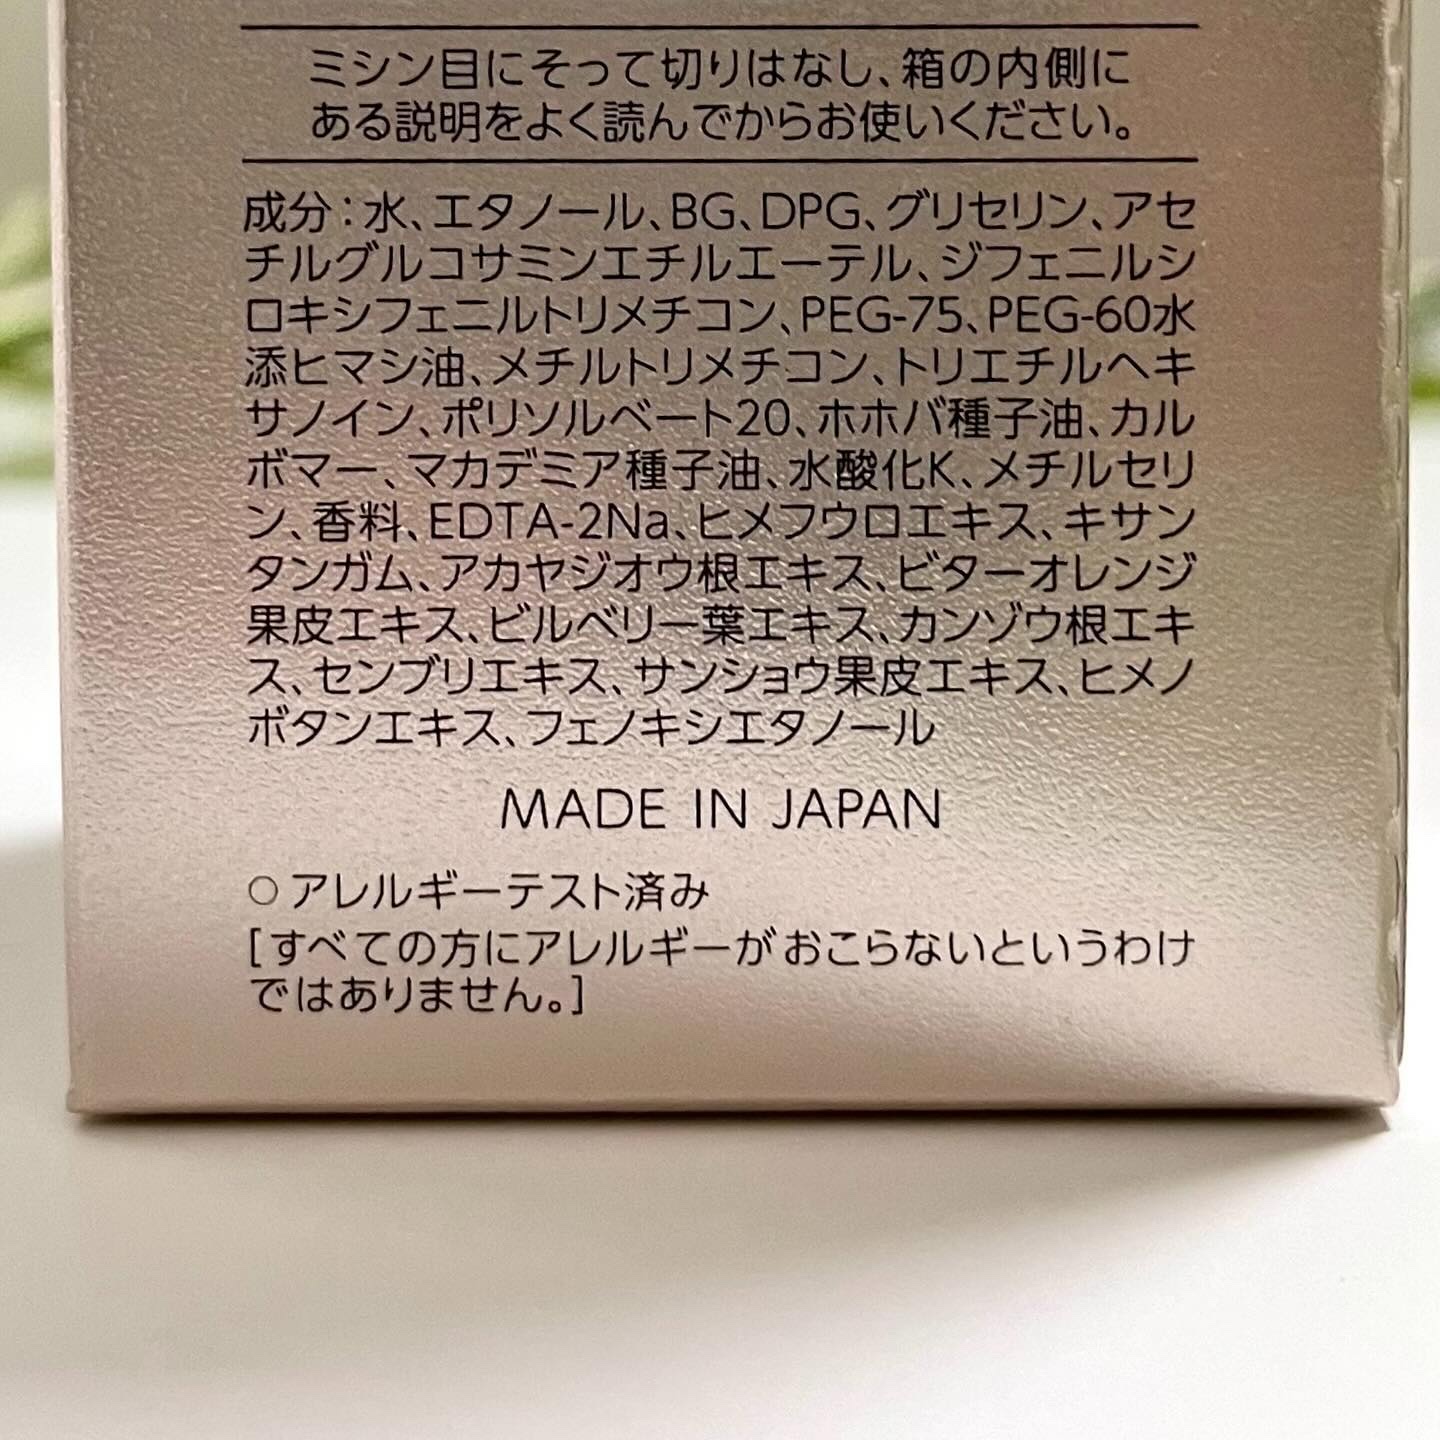 ミシン目にそって切りはなし、箱の内側に
ある説明をよく読んでからお使いください。
成分：水、エタノール、BG、DPG、グリセリン、アセ
チルグルコサミンエチルエーテル、ジフェニルシ
ロキシフェニルトリメチコン、PEG-75、PEG-60水
添ヒマシ油、メチルトリメチコン、トリエチルヘキ
サノイン、ポリソルベート20、ホホバ種子油、カル
ボマー、マカデミア種子油、水酸化K、メチルセリ
ン、香料、EDTA-2Na、ヒメフウロエキス、キサン
タンガム、アカヤジオウ根エキス、ビターオレンジ
果皮エキス、ビルベリー葉エキス、カンゾウ根エキ
ス、センブリエキス、サンショウ果皮エキス、ヒメノ
ボタンエキス、フェノキシエタノール
MADE IN JAPAN
○アレルギーテスト済み
[すべての方にアレルギーがおこらないというわけ
ではありません。]